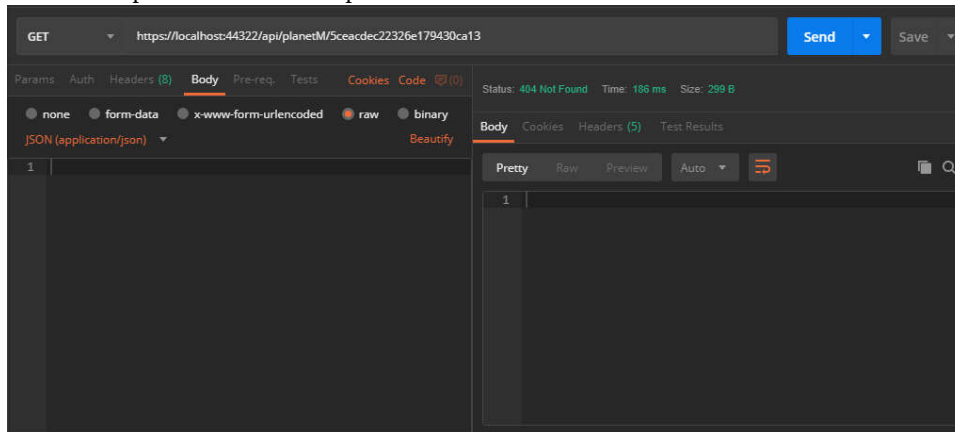 GET https://localhost:44322/api/planetM/5ceacdec22326e179430ca13 Send Save
Params Auth Headers (8) Body Pre-req. Tests Cookies Code (0)
none form-data x-www-form-urlencoded raw binary
JSON (application/json) Beautify
1
Status: 404 Not Found Time: 186 ms Size: 299 B
Body Cookies Headers (5) Test Results
Pretty Raw Preview Auto
1